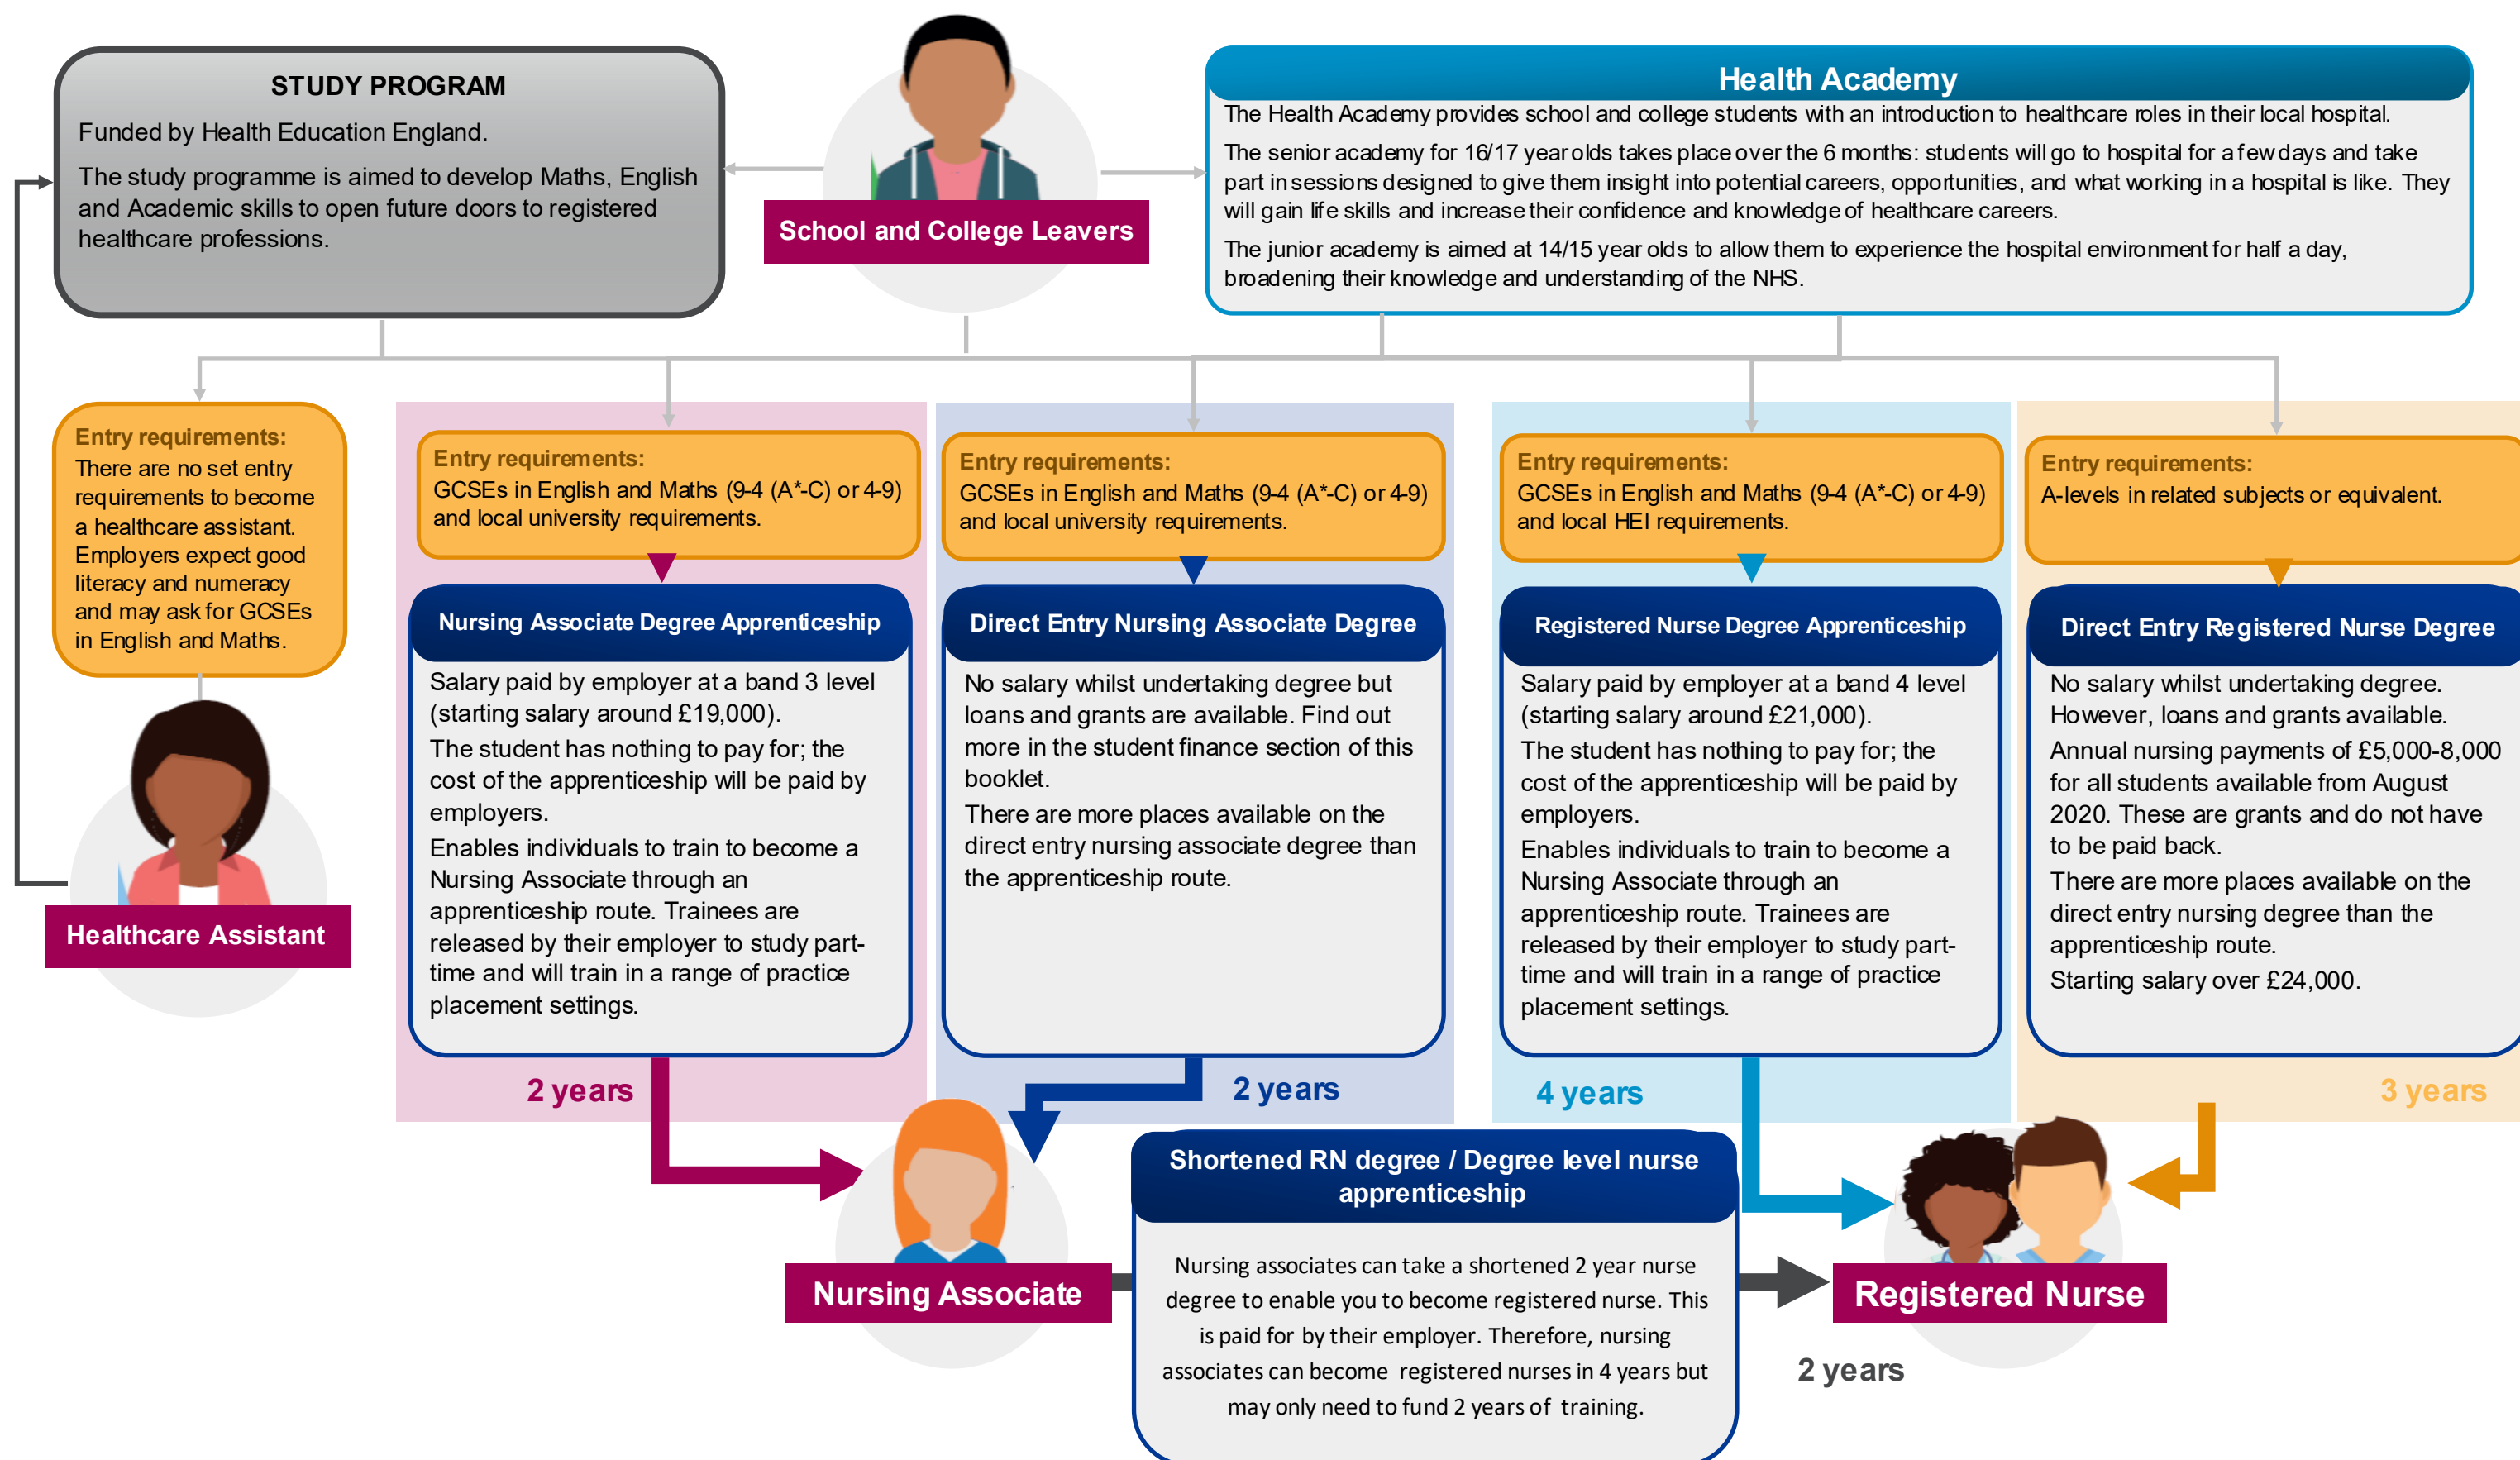 STUDY PROGRAM
Funded by Health Education England.
The study programme is aimed to develop Maths, English
and Academic skills to open future doors to registered
healthcare professions.
School and College Leavers
Health Academy
The Health Academy provides school and college students with an introduction to healthcare roles in their local hospital.
The senior academy for 16/17 year olds takes place over the 6 months: students will go to hospital for a few days and take
part in sessions designed to give them insight into potential careers, opportunities, and what working in a hospital is like. They
will gain life skills and increase their confidence and knowledge of healthcare careers.
The junior academy is aimed at 14/15 year olds to allow them to experience the hospital environment for half a day,
broadening their knowledge and understanding of the NHS.
Entry requirements:
There are no set entry
requirements to become
a healthcare assistant.
Employers expect good
literacy and numeracy
and may ask for GCSEs
in English and Maths.
Healthcare Assistant
Entry requirements:
GCSEs in English and Maths (9-4 (A*-C) or 4-9)
and local university requirements.
Nursing Associate Degree Apprenticeship
Salary paid by employer at a band 3 level
(starting salary around £19,000).
The student has nothing to pay for; the
cost of the apprenticeship will be paid by
employers.
Enables individuals to train to become a
Nursing Associate through an
apprenticeship route. Trainees are
released by their employer to study part-
time and will train in a range of practice
placement settings.
2 years
Entry requirements:
GCSEs in English and Maths (9-4 (A*-C) or 4-9)
and local university requirements.
Direct Entry Nursing Associate Degree
No salary whilst undertaking degree but
loans and grants are available. Find out
more in the student finance section of this
booklet.
There are more places available on the
direct entry nursing associate degree than
the apprenticeship route.
2 years
Entry requirements:
GCSEs in English and Maths (9-4 (A*-C) or 4-9)
and local HEI requirements.
Registered Nurse Degree Apprenticeship
Salary paid by employer at a band 4 level
(starting salary around £21,000).
The student has nothing to pay for; the
cost of the apprenticeship will be paid by
employers.
Enables individuals to train to become a
Nursing Associate through an
apprenticeship route. Trainees are
released by their employer to study part-
time and will train in a range of practice
placement settings.
4 years
Entry requirements:
A-levels in related subjects or equivalent.
Direct Entry Registered Nurse Degree
No salary whilst undertaking degree.
However, loans and grants available.
Annual nursing payments of £5,000-8,000
for all students available from August
2020. These are grants and do not have
to be paid back.
There are more places available on the
direct entry nursing degree than the
apprenticeship route.
Starting salary over £24,000.
3 years
Nursing Associate
Shortened RN degree / Degree level nurse
apprenticeship
Nursing associates can take a shortened 2 year nurse
degree to enable you to become registered nurse. This
is paid for by their employer. Therefore, nursing
associates can become registered nurses in 4 years but
may only need to fund 2 years of training.
Registered Nurse
2 years